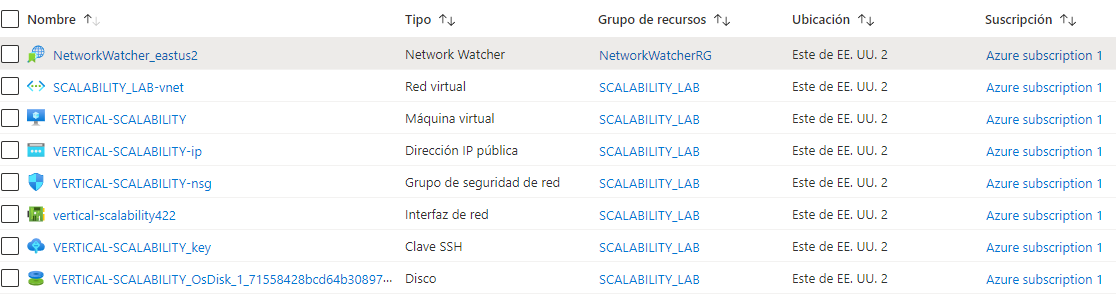 Nombre Tipo Grupo de recursos Ubicación Suscripción
NetworkWatcher_eastus2 Network Watcher NetworkWatcherRG Este de EE. UU. 2 Azure subscription 1
SCALABILITY_LAB-vnet Red virtual SCALABILITY_LAB Este de EE. UU. 2 Azure subscription 1
VERTICAL-SCALABILITY Máquina virtual SCALABILITY_LAB Este de EE. UU. 2 Azure subscription 1
VERTICAL-SCALABILITY-ip Dirección IP pública SCALABILITY_LAB Este de EE. UU. 2 Azure subscription 1
VERTICAL-SCALABILITY-nsg Grupo de seguridad de red SCALABILITY_LAB Este de EE. UU. 2 Azure subscription 1
vertical-scalability422 Interfaz de red SCALABILITY_LAB Este de EE. UU. 2 Azure subscription 1
VERTICAL-SCALABILITY_key Clave SSH SCALABILITY_LAB Este de EE. UU. 2 Azure subscription 1
VERTICAL-SCALABILITY_OsDisk_1_71558428bcd64b30897... Disco SCALABILITY_LAB Este de EE. UU. 2 Azure subscription 1